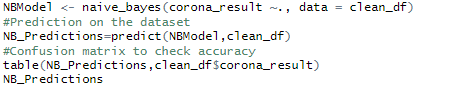 NBModel <- naive_bayes(corona_result ~., data = clean_df)
#Prediction on the dataset
NB_Predictions=predict(NBModel,clean_df)
#Confusion matrix to check accuracy
table(NB_Predictions,clean_df$corona_result)
NB_Predictions